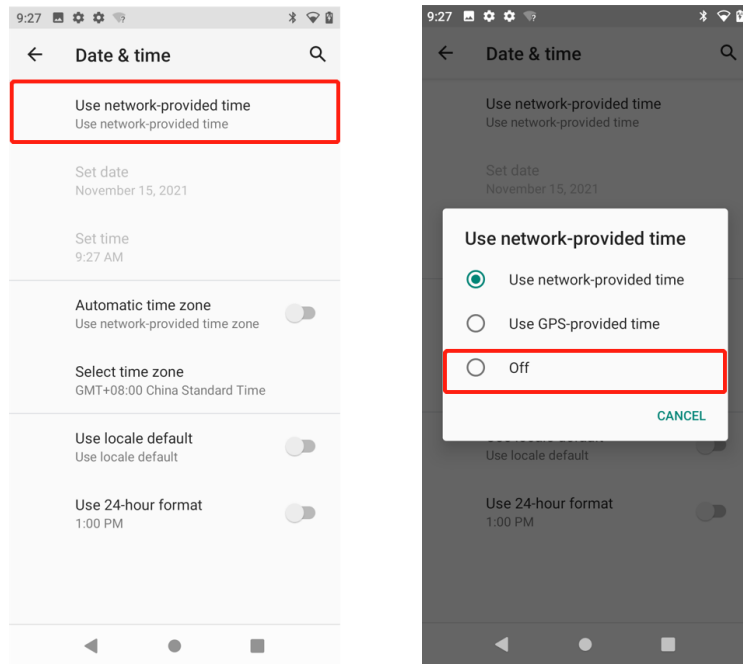 9:27
Date & time
Use network-provided time
Use network-provided time
Set date
November 15, 2021
Set time
9:27 AM
Automatic time zone
Use network-provided time zone
Select time zone
GMT+08:00 China Standard Time
Use locale default
Use locale default
Use 24-hour format
1:00 PM
9:27
Date & time
Use network-provided time
Use network-provided time
Set date
November 15, 2021
Use network-provided time
Use network-provided time
Use GPS-provided time
Off
CANCEL
Use locale default
Use locale default
Use 24-hour format
1:00 PM